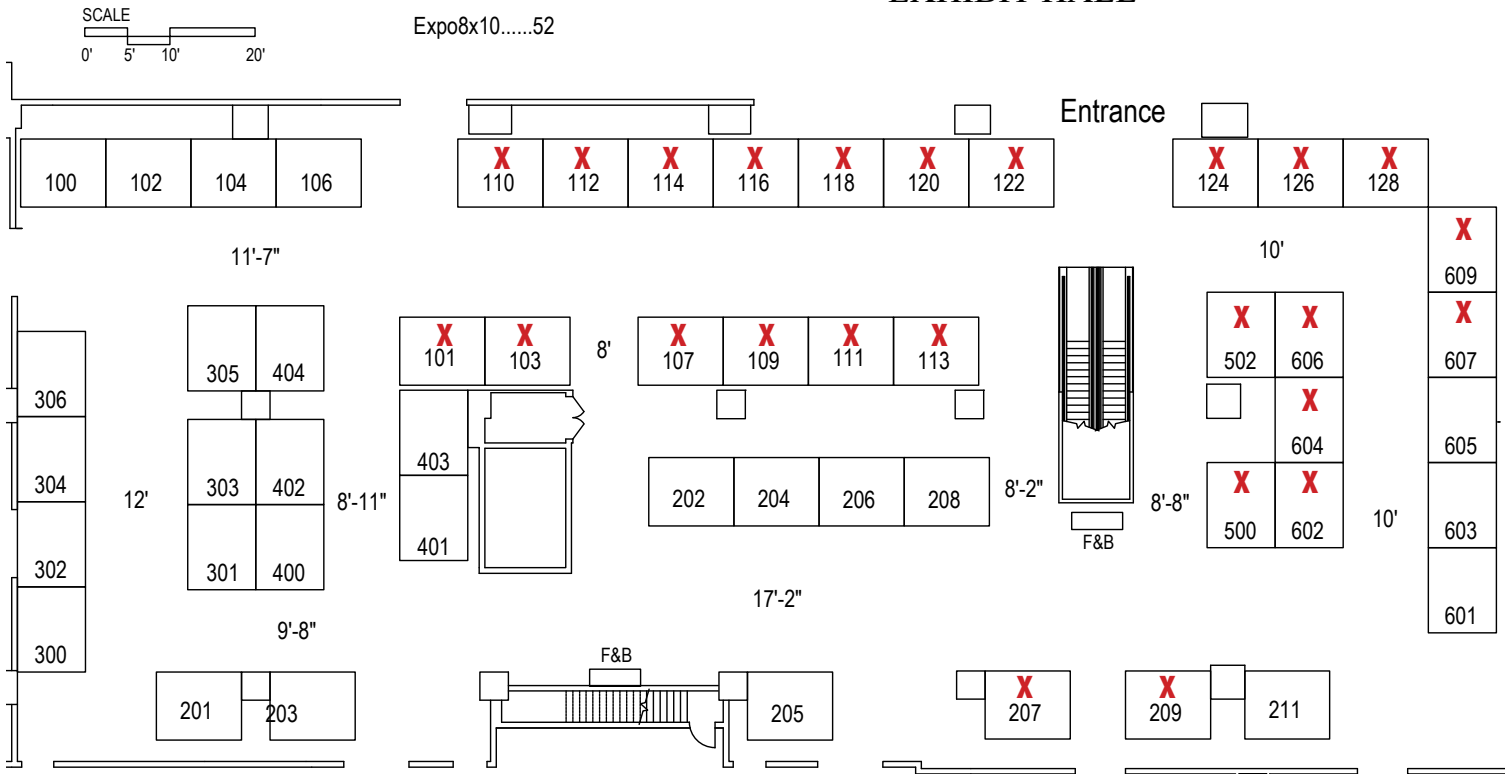 EXHIBIT HALL
SCALE
0' 5' 10' 20'
Expo8x10......52
Entrance
X X X X X X X X X X
100 102 104 106 110 112 114 116 118 120 122 124 126 128
X
609
11'-7"
10'
X X X X X X
101 103 107 109 111 113
8'
X X X
502 606 607
305 404
306
X
604
605
403
303 402
304
12'
8'-11"
202 204 206 208
8'-2"
8'-8"
X X
500 602
10'
603
F&B
401
301 400
302
17'-2"
601
9'-8"
300
F&B
X X
201 203 205 207 209 211